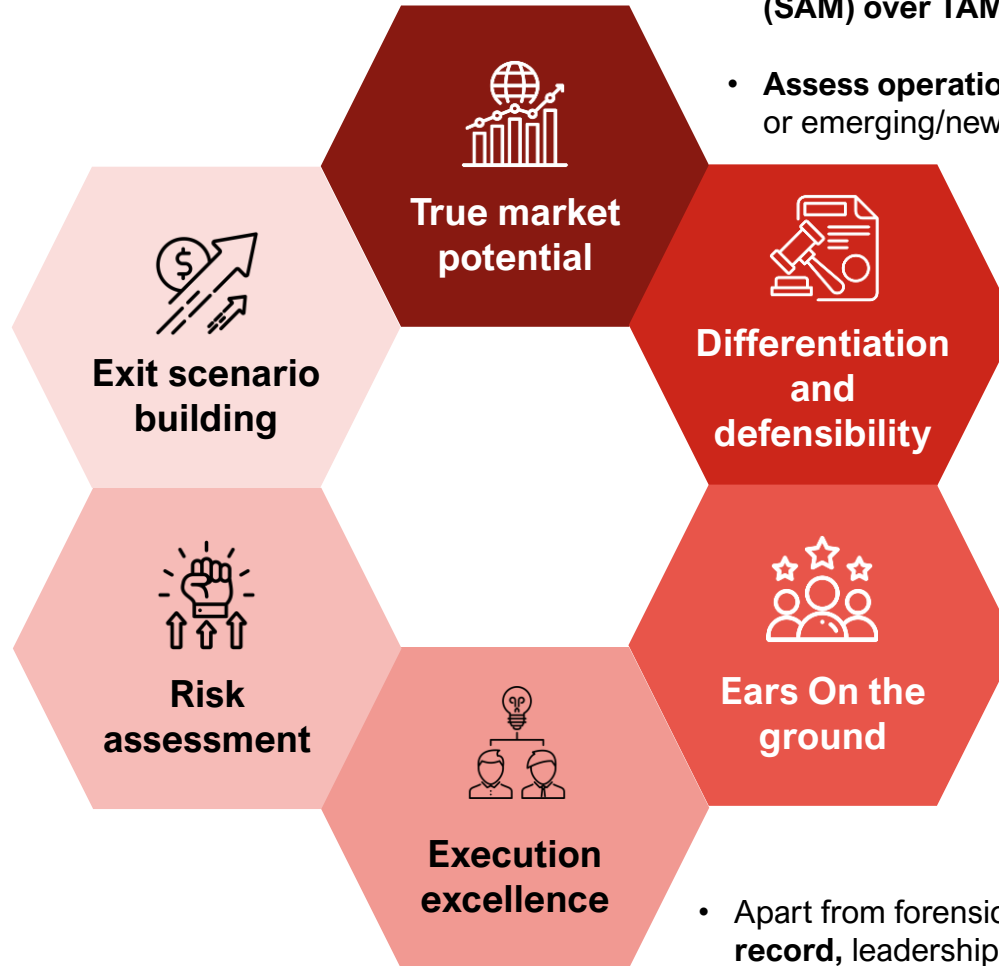 (SAM) over TAM
• Assess operatio
or emerging/new
True market
potential
Differentiation
and
defensibility
Exit scenario
building
$
Ears On the
ground
Risk
assessment
Execution
excellence
• Apart from forensic
record, leadership